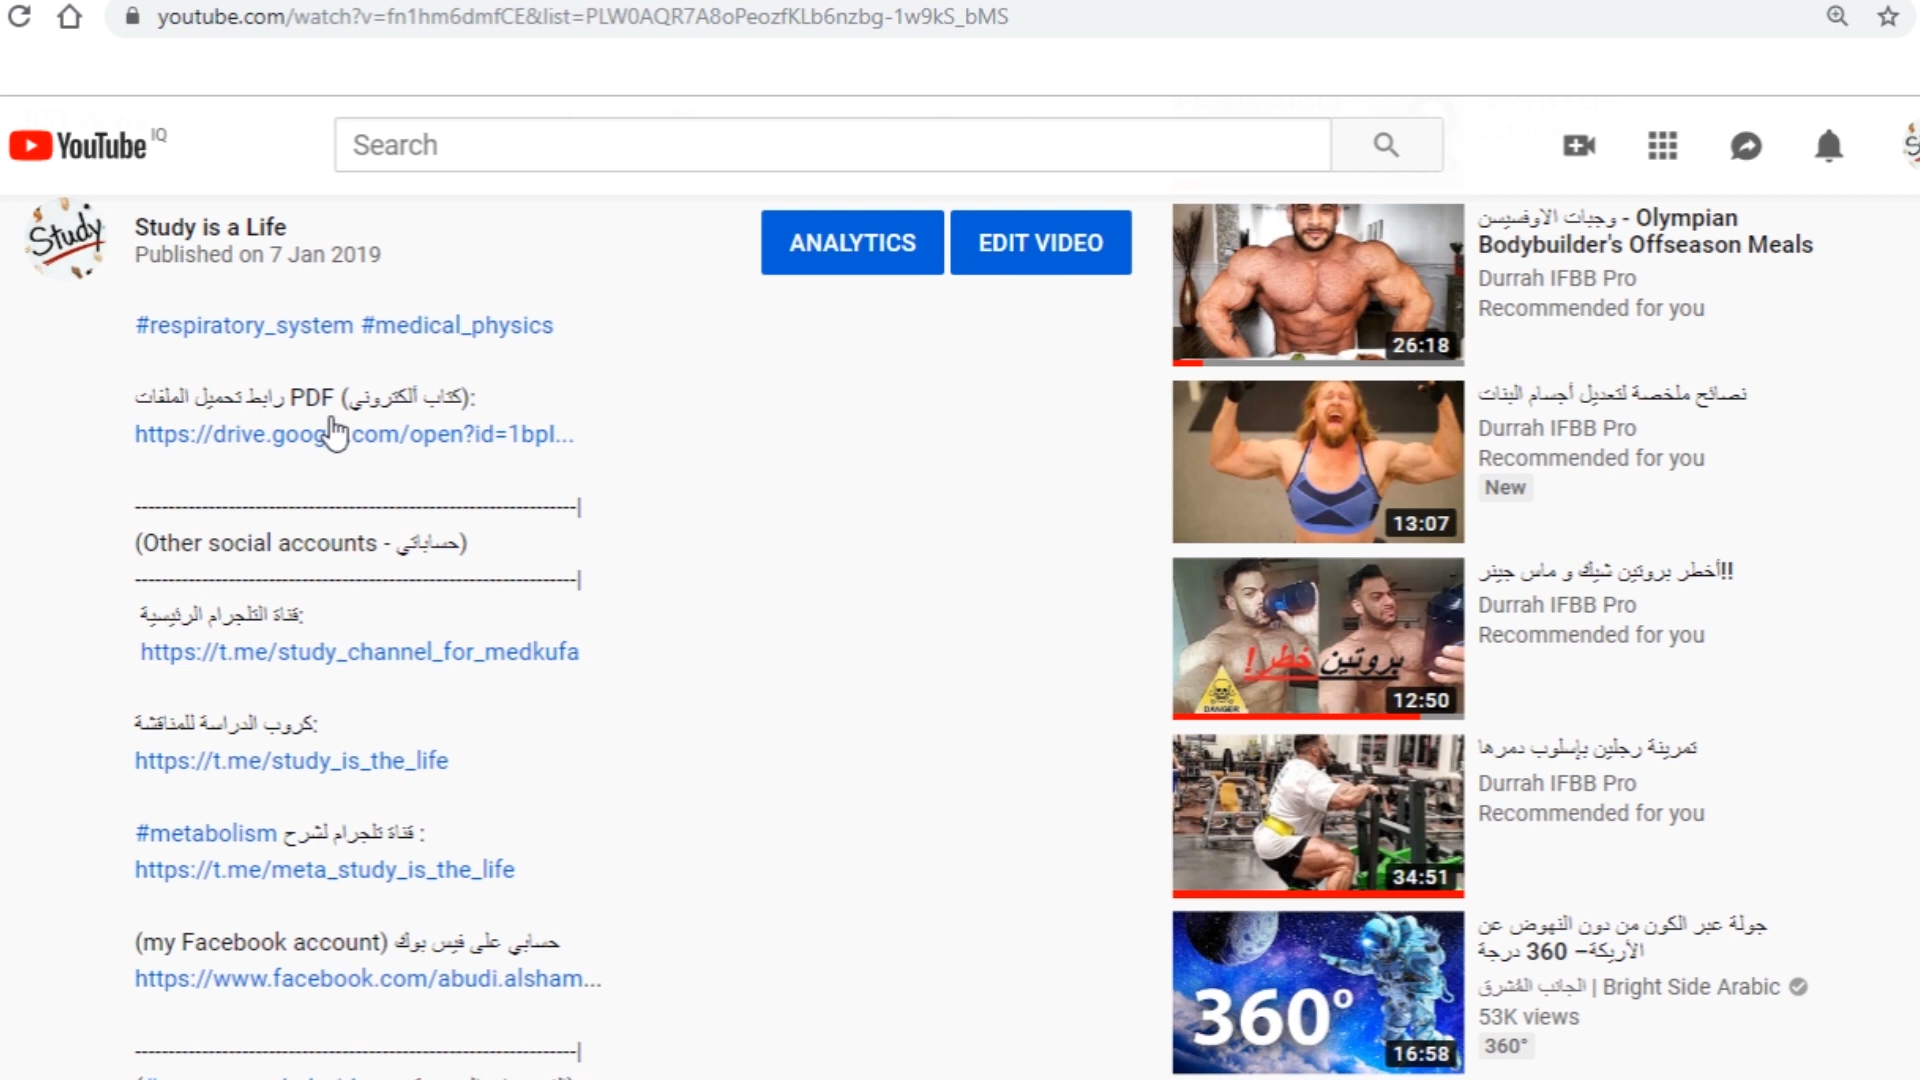 youtube.com/watch?v=fn1hm6dmfCE&list=PLW0AQR7A8oPeozfKLb6nzbg-1w9kS_bMS
YouTube IQ
Search
Study
Study is a Life
Published on 7 Jan 2019
ANALYTICS
EDIT VIDEO
#respiratory_system #medical_physics
رابط تحميل الملفات PDF (كتاب ألكتروني):
https://drive.goog .com/open?id=1bpl...
-----------------------------------------------------------------|
(Other social accounts - حساباتي)
-----------------------------------------------------------------|
قناة التلجرام الرئيسية:
https://t.me/study_channel_for_medkufa
كروب الدراسة للمناقشة:
https://t.me/study_is_the_life
#metabolism قناة تلجرام لشرح :
https://t.me/meta_study_is_the_life
(my Facebook account) حسابي على فيس بوك
https://www.facebook.com/abudi.alsham...
-----------------------------------------------------------------|
26:18
وجبات الاوفسيسن - Olympian
Bodybuilder's Offseason Meals
Durrah IFBB Pro
Recommended for you
13:07
نصائح ملخصة لتعديل أجسام البنات
Durrah IFBB Pro
Recommended for you
New
بروتين خطر!
DANGER
12:50
أخطر بروتين شيك و ماس جينر!!
Durrah IFBB Pro
Recommended for you
34:51
تمرينة رجلين بإسلوب دمرها
Durrah IFBB Pro
Recommended for you
360°
16:58
جولة عبر الكون من دون النهوض عن
الأريكة– 360 درجة
الجانب المُشرق | Bright Side Arabic
53K views
360°